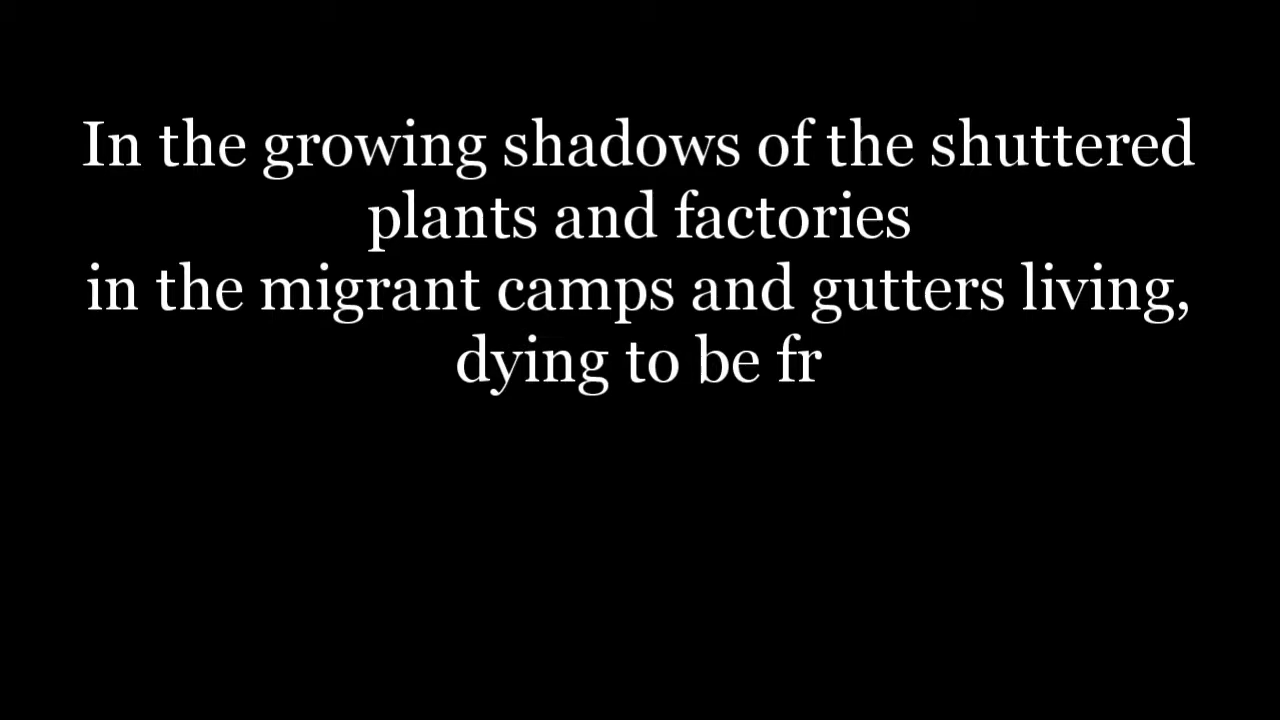 In the growing shadows of the shuttered
plants and factories
in the migrant camps and gutters living,
dying to be fr